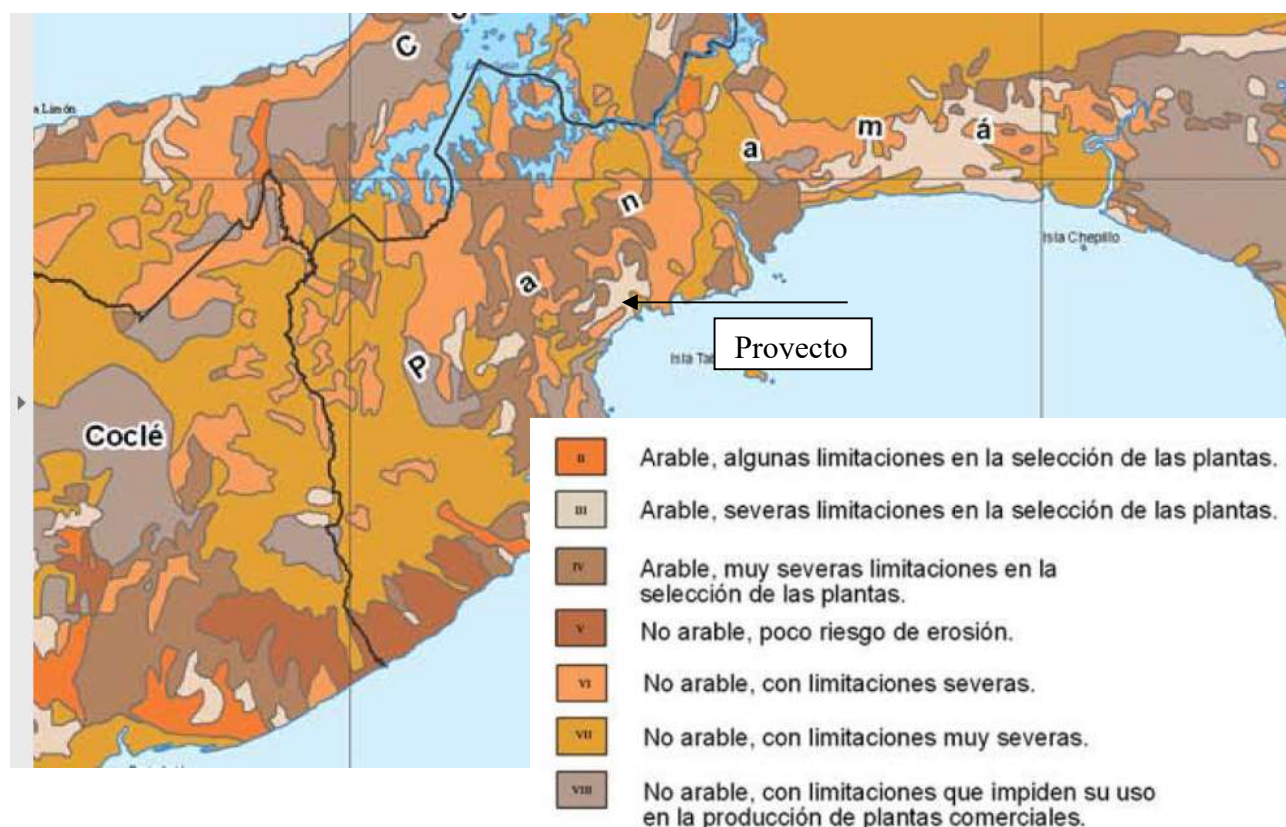 C
a Limón
P a n a m á
Isla Chepillo
Provecto
Isla
Coclé
II Arable, algunas limitaciones en la selección de las plantas.
III Arable, severas limitaciones en la selección de las plantas.
IV Arable, muy severas limitaciones en la
selección de las plantas.
V No arable, poco riesgo de erosión.
VI No arable, con limitaciones severas.
VII No arable, con limitaciones muy severas.
VIII No arable, con limitaciones que impiden su uso
en la producción de plantas comerciales.